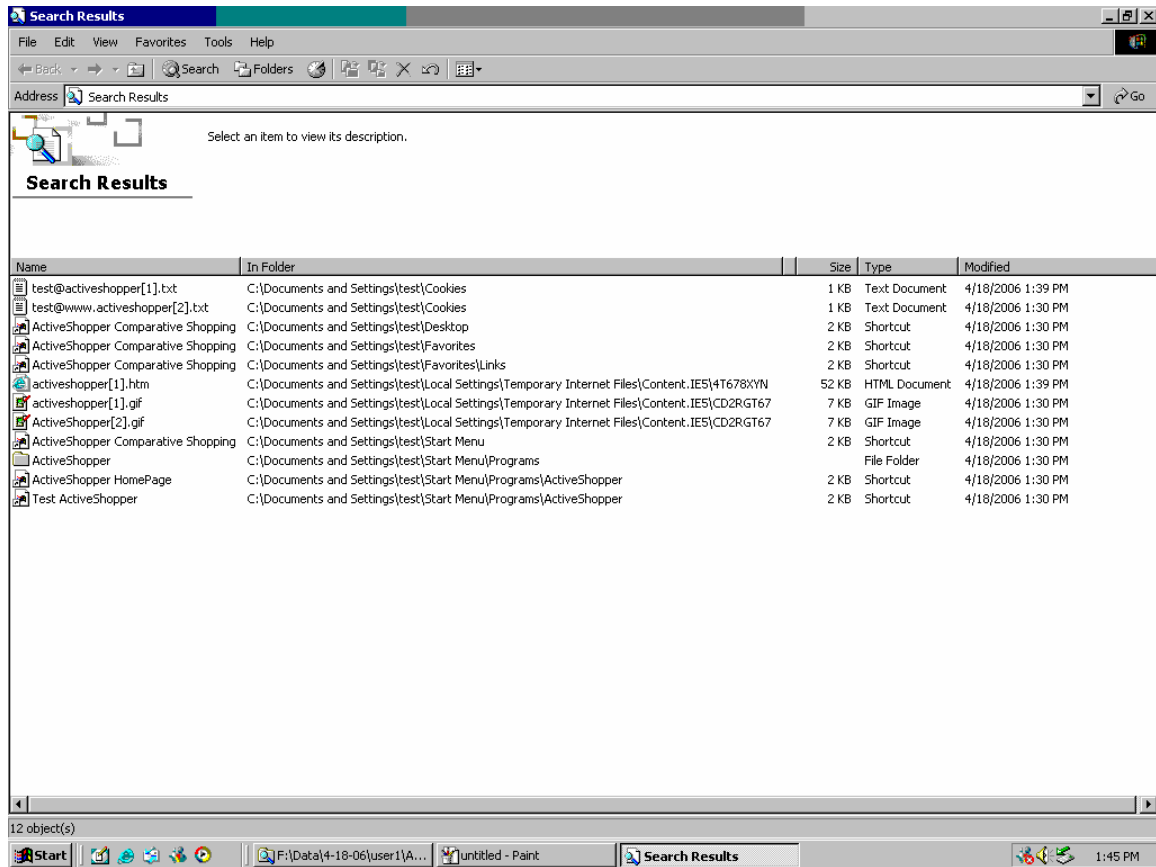 Search Results
File Edit View Favorites Tools Help
Back Search Folders
Address Search Results Go
Select an item to view its description.
Search Results
Name In Folder Size Type Modified
test@activeshopper[1].txt C:\Documents and Settings\test\Cookies 1 KB Text Document 4/18/2006 1:39 PM
test@www.activeshopper[2].txt C:\Documents and Settings\test\Cookies 1 KB Text Document 4/18/2006 1:30 PM
ActiveShopper Comparative Shopping C:\Documents and Settings\test\Desktop 2 KB Shortcut 4/18/2006 1:30 PM
ActiveShopper Comparative Shopping C:\Documents and Settings\test\Favorites 2 KB Shortcut 4/18/2006 1:30 PM
ActiveShopper Comparative Shopping C:\Documents and Settings\test\Favorites\Links 2 KB Shortcut 4/18/2006 1:30 PM
activeshopper[1].htm C:\Documents and Settings\test\Local Settings\Temporary Internet Files\Content.IE5\4T678XYN 52 KB HTML Document 4/18/2006 1:39 PM
activeshopper[1].gif C:\Documents and Settings\test\Local Settings\Temporary Internet Files\Content.IE5\CD2RGT67 7 KB GIF Image 4/18/2006 1:30 PM
ActiveShopper[2].gif C:\Documents and Settings\test\Local Settings\Temporary Internet Files\Content.IE5\CD2RGT67 7 KB GIF Image 4/18/2006 1:30 PM
ActiveShopper Comparative Shopping C:\Documents and Settings\test\Start Menu 2 KB Shortcut 4/18/2006 1:30 PM
ActiveShopper C:\Documents and Settings\test\Start Menu\Programs File Folder 4/18/2006 1:30 PM
ActiveShopper HomePage C:\Documents and Settings\test\Start Menu\Programs\ActiveShopper 2 KB Shortcut 4/18/2006 1:30 PM
Test ActiveShopper C:\Documents and Settings\test\Start Menu\Programs\ActiveShopper 2 KB Shortcut 4/18/2006 1:30 PM
12 object(s)
Start F:\Data\4-18-06\user1\A... untitled - Paint Search Results 1:45 PM